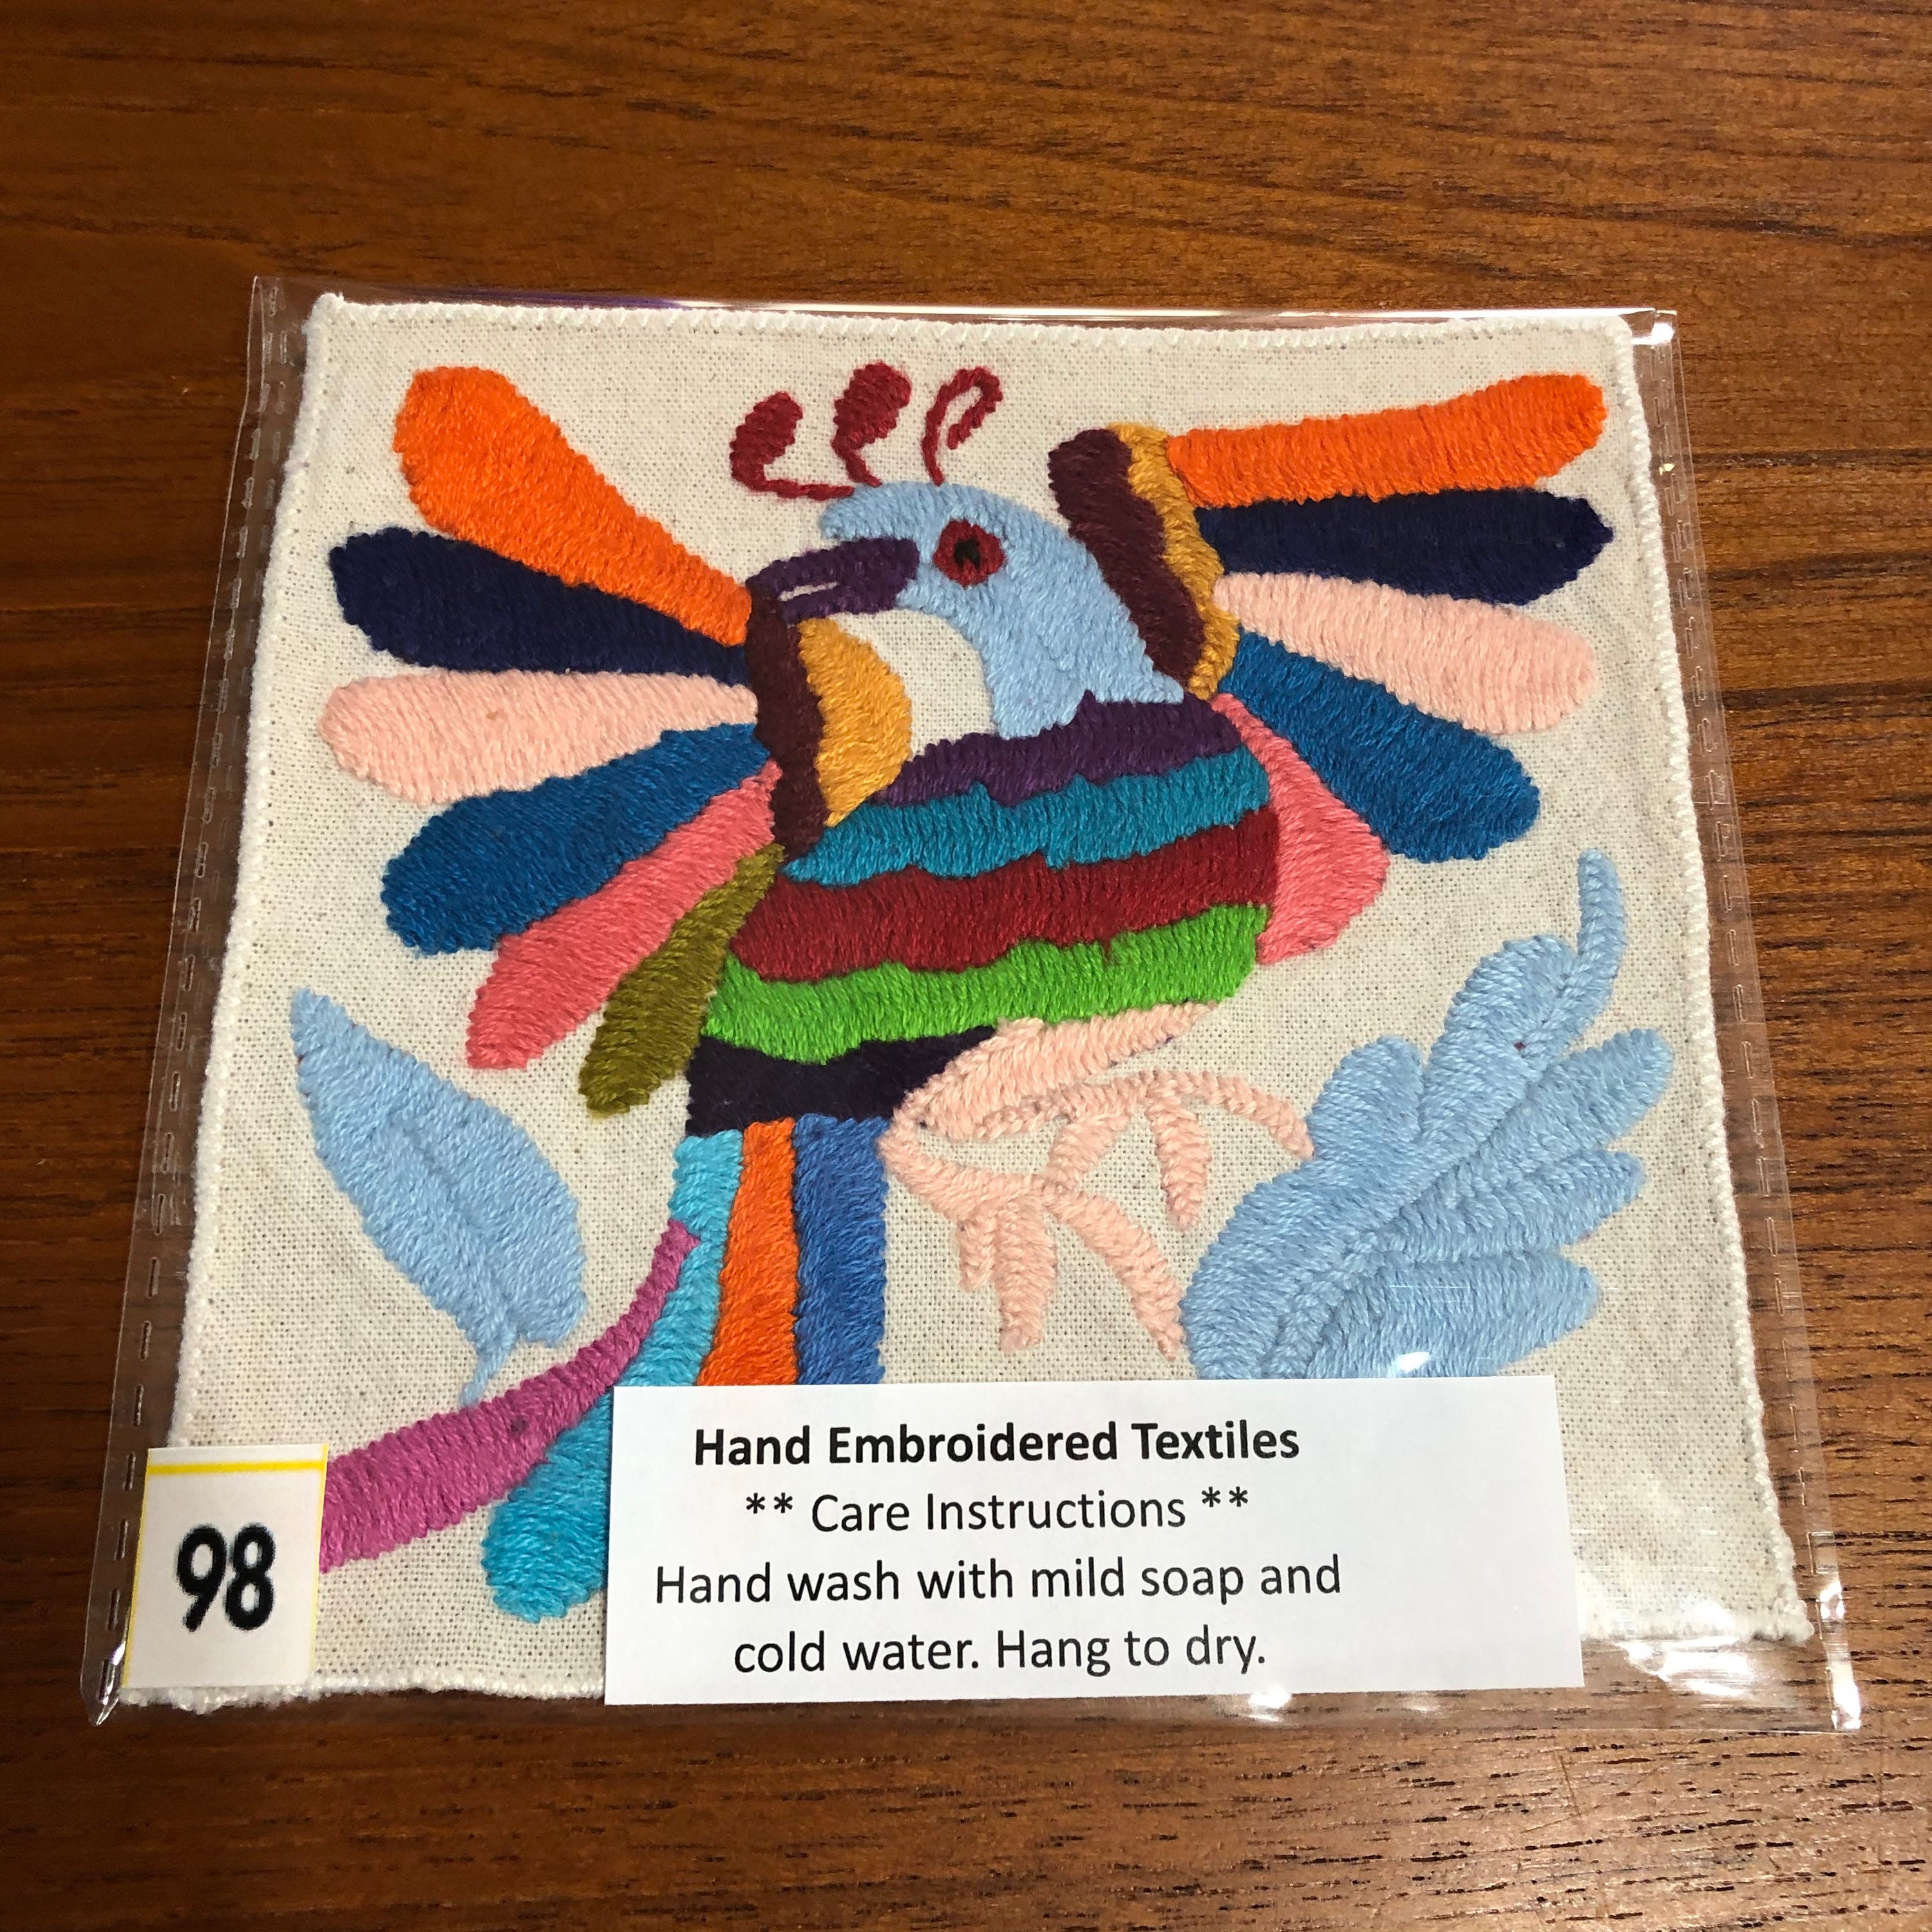 Hand Embroidered Textiles
** Care Instructions **
Hand wash with mild soap and
cold water. Hang to dry.
98